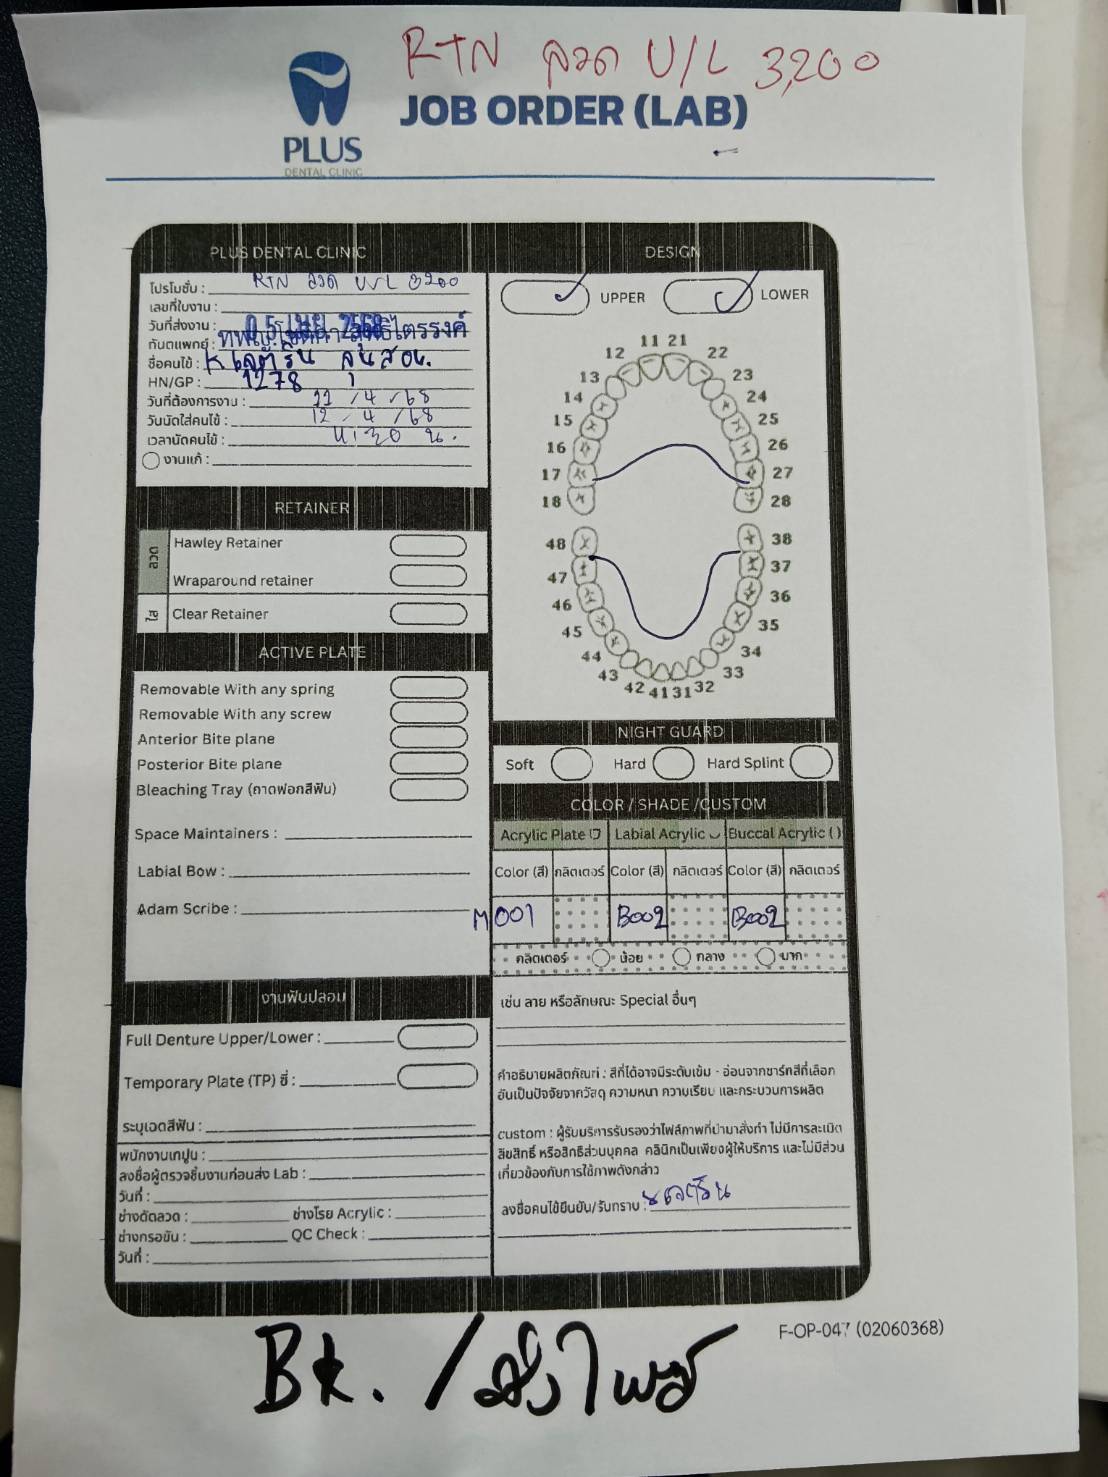 RTN ลวด U/L 3,200
JOB ORDER (LAB)
PLUS
DENTAL CLINIC
PLUS DENTAL CLINIC
โปรโมชั่น : RTN ลวด U/L 3200
เลขที่ใบงาน :
วันที่ส่งงาน : 05 2568
ทันตแพทย์ :
ชื่อคนไข้ :
HN/GP : 1278
วันที่ต้องการงาน : 11 /4 /68
วันนัดใส่คนไข้ : 12 /4 /68
เวลานัดคนไข้ :
งานแก้ :
RETAINER
ลวด
Hawley Retainer
Wraparound retainer
ใส
Clear Retainer
ACTIVE PLATE
Removable With any spring
Removable With any screw
Anterior Bite plane
Posterior Bite plane
Bleaching Tray (ถาดฟอกสีฟัน)
Space Maintainers :
Labial Bow :
Adam Scribe :
งานฟันปลอม
Full Denture Upper/Lower :
Temporary Plate (TP) ซี่ :
ระบุเฉดสีฟัน :
พนักงานเทปูน :
ลงชื่อผู้ตรวจชิ้นงานก่อนส่ง Lab :
วันที่ :
ช่างดัดลวด : ช่างโรย Acrylic :
ช่างกรอขัน : QC Check :
วันที่ :
DESIGN
UPPER LOWER
11 21
12 22
13 23
14 24
15 25
16 26
17 27
18 28
48 38
47 37
46 36
45 35
44 34
43 33
42 41 31 32
NIGHT GUARD
Soft Hard Hard Splint
COLOR / SHADE /CUSTOM
Acrylic Plate Labial Acrylic Buccal Acrylic ( )
Color (สี) กลิตเตอร์ Color (สี) กลิตเตอร์ Color (สี) กลิตเตอร์
M001 B002 B002
กลิตเตอร์ น้อย กลาง มาก
เช่น ลาย หรือลักษณะ Special อื่นๆ
คำอธิบายผลิตภัณฑ์ : สีที่ได้อาจมีระดับเข้ม - อ่อนจากชาร์ทสีที่เลือก
อันเป็นปัจจัยจากวัสดุ ความหนา ความเรียบ และกระบวนการผลิต
custom : ผู้รับบริการรับรองว่าไฟล์ภาพที่นำมาสั่งทำ ไม่มีการละเมิด
ลิขสิทธิ์ หรือสิทธิส่วนบุคคล คลินิกเป็นเพียงผู้ให้บริการ และไม่มีส่วน
เกี่ยวข้องกับการใช้ภาพดังกล่าว
ลงชื่อคนไข้ยืนยัน/รับทราบ :
F-OP-047 (02060368)
BK. /